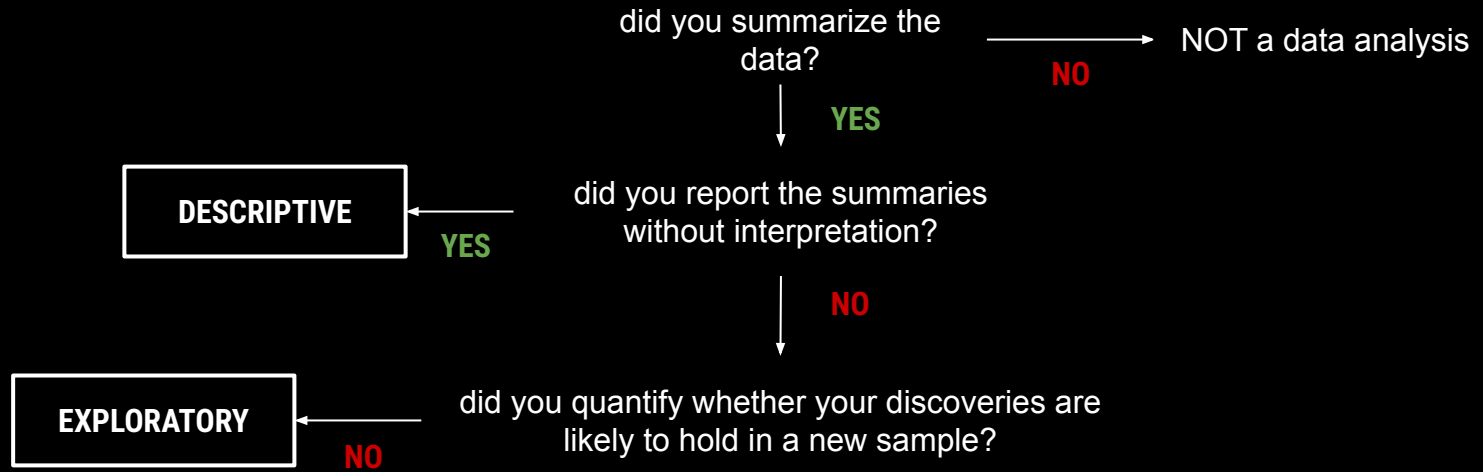 did you summarize the
data?
NOT a data analysis
NO
YES
DESCRIPTIVE
did you report the summaries
without interpretation?
YES
NO
EXPLORATORY
did you quantify whether your discoveries are
likely to hold in a new sample?
NO